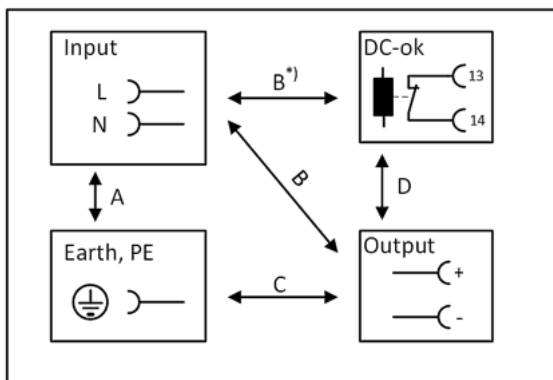 Input
L
N
DC-ok
13
14
B*)
A
B
D
Earth, PE
C
Output
+
-